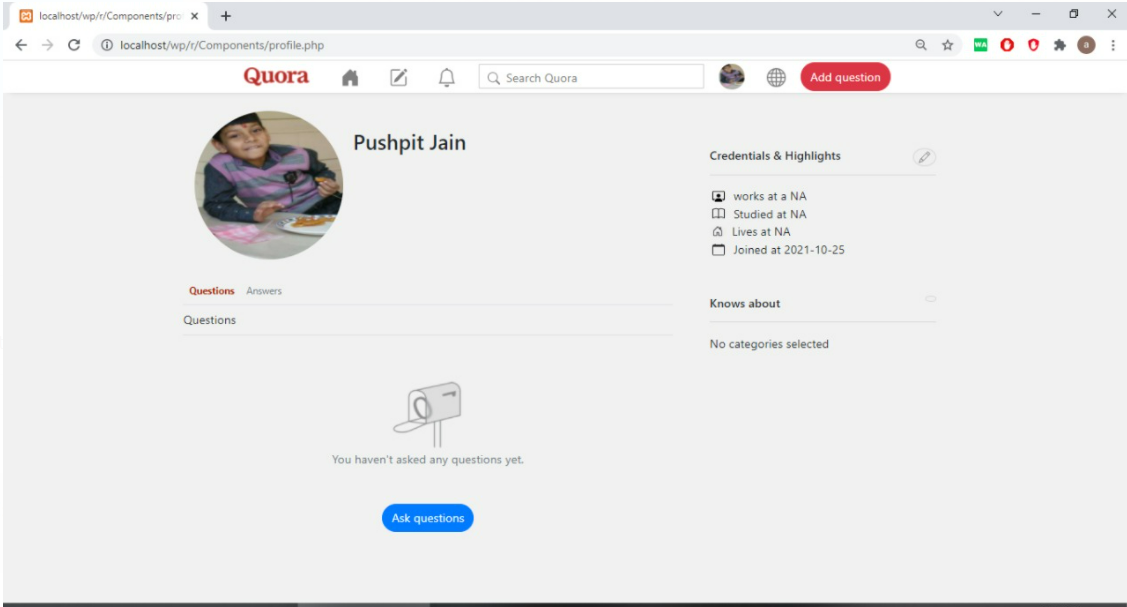 localhost/wp/r/Components/pro
localhost/wp/r/Components/profile.php
WA
a
Quora
Search Quora
Add question
Pushpit Jain
Credentials & Highlights
works at a NA
Studied at NA
Lives at NA
Joined at 2021-10-25
Questions Answers
Knows about
Questions
No categories selected
You haven't asked any questions yet.
Ask questions